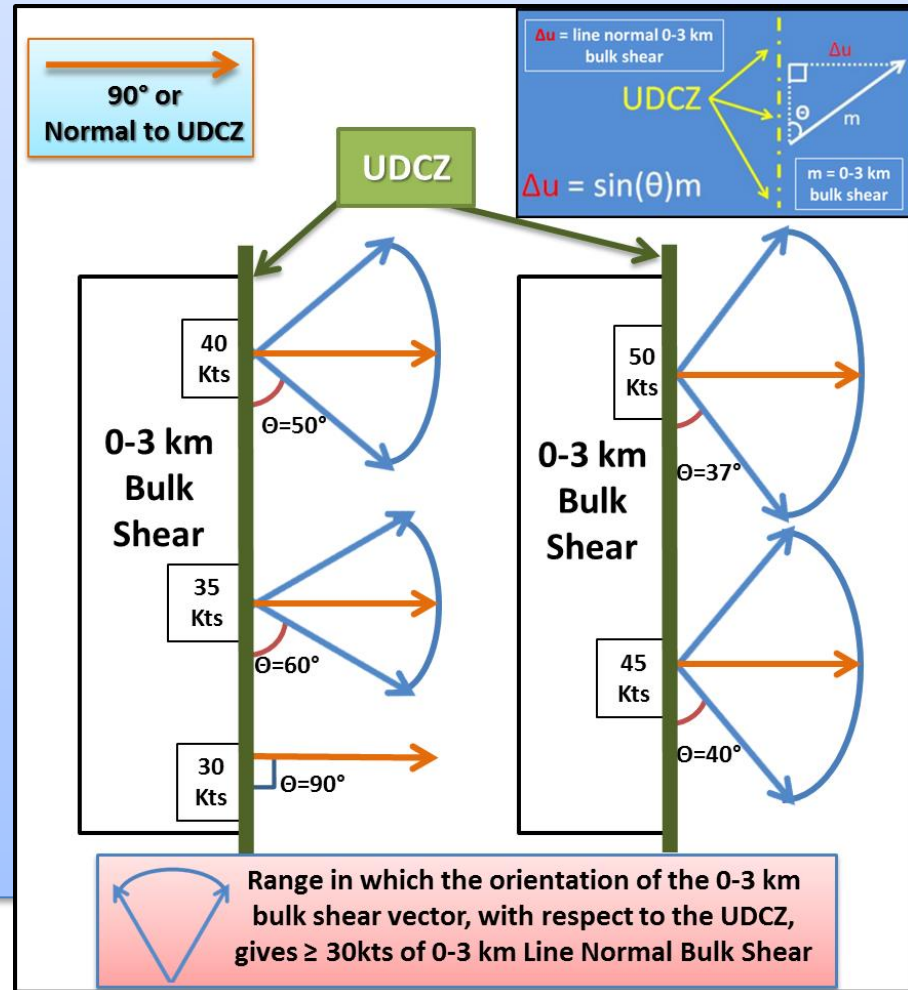 90° or
Normal to UDCZ
Δu = line normal 0-3 km
bulk shear
UDCZ
Δu
Θ
m
Δu = sin(θ)m
m = 0-3 km
bulk shear
UDCZ
40
Kts
Θ=50°
0-3 km
Bulk
Shear
35
Kts
Θ=60°
30
Kts
Θ=90°
50
Kts
Θ=37°
0-3 km
Bulk
Shear
45
Kts
Θ=40°
Range in which the orientation of the 0-3 km
bulk shear vector, with respect to the UDCZ,
gives ≥ 30kts of 0-3 km Line Normal Bulk Shear